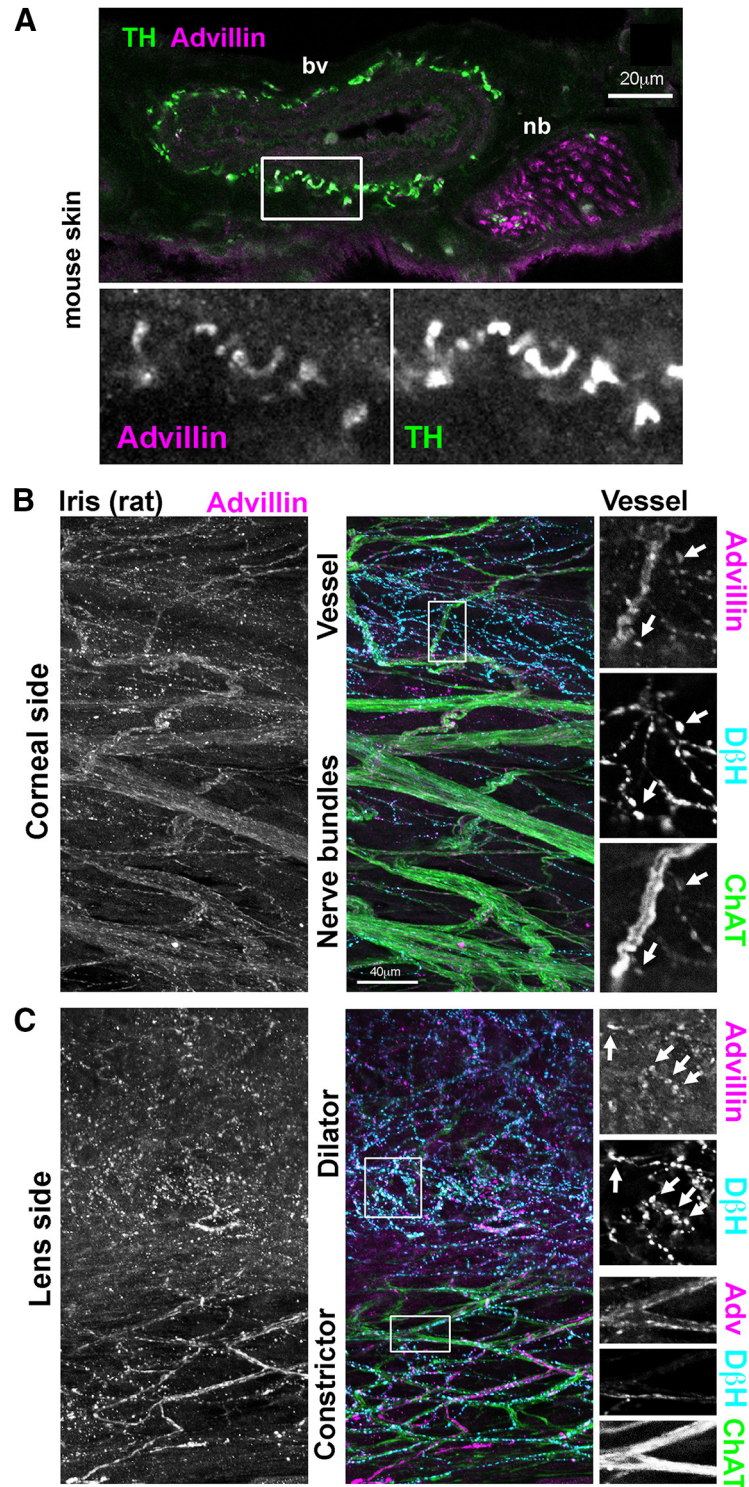 A
TH Advillin
bv
20μm
nb
mouse skin
Advillin
TH
B
Iris (rat) Advillin
Vessel
Corneal side
Vessel
Nerve bundles
40μm
Advillin
DβH
ChAT
C
Lens side
Dilator
Constrictor
Advillin
DβH
Adv
DβH
ChAT